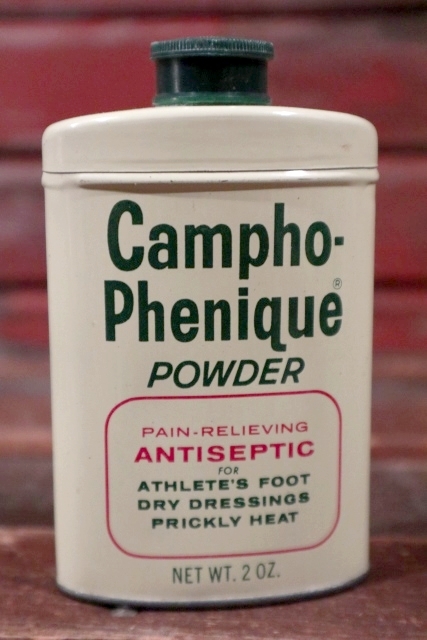 Campho-
Phenique®
POWDER
PAIN-RELIEVING
ANTISEPTIC
FOR
ATHLETE'S FOOT
DRY DRESSINGS
PRICKLY HEAT
NET WT. 2 OZ.